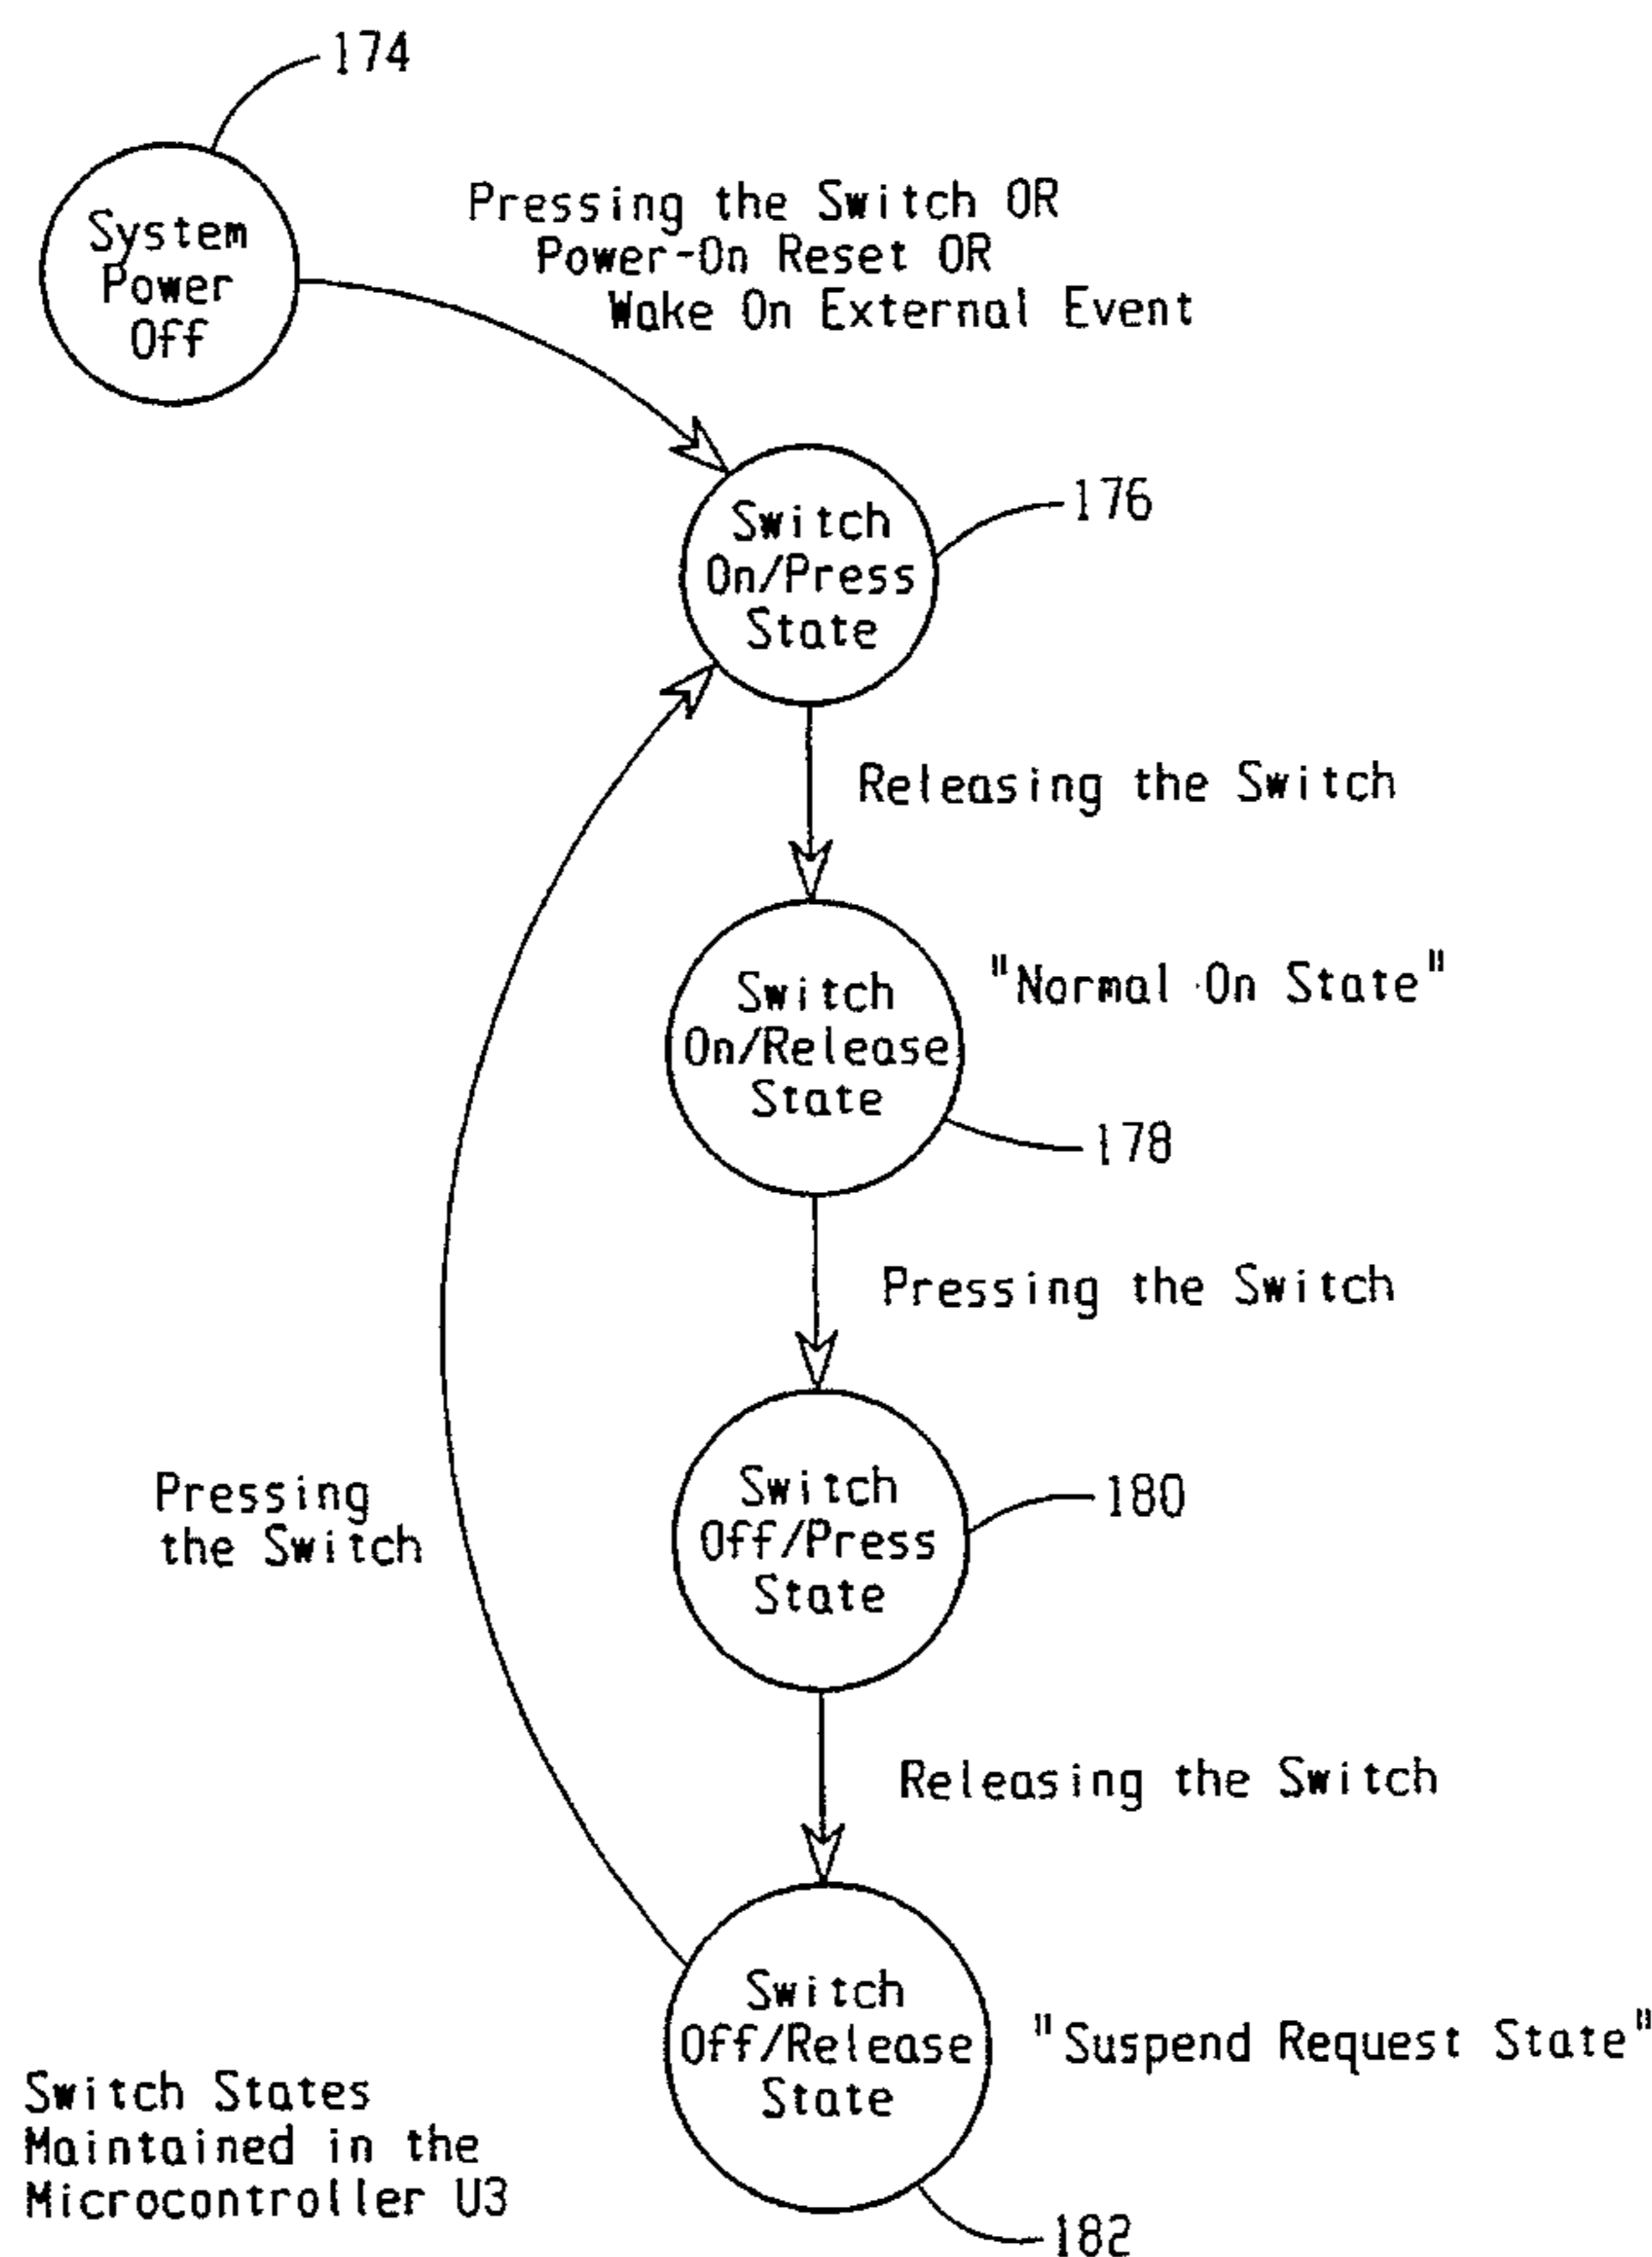 174
System
Power
Off
Pressing the Switch OR
Power-On Reset OR
Wake On External Event
Switch
On/Press
State
176
Releasing the Switch
Switch
On/Release
State
"Normal On State"
178
Pressing the Switch
Switch
Off/Press
State
180
Pressing
the Switch
Releasing the Switch
Switch
Off/Release
State
"Suspend Request State"
Switch States
Maintained in the
Microcontroller U3
182